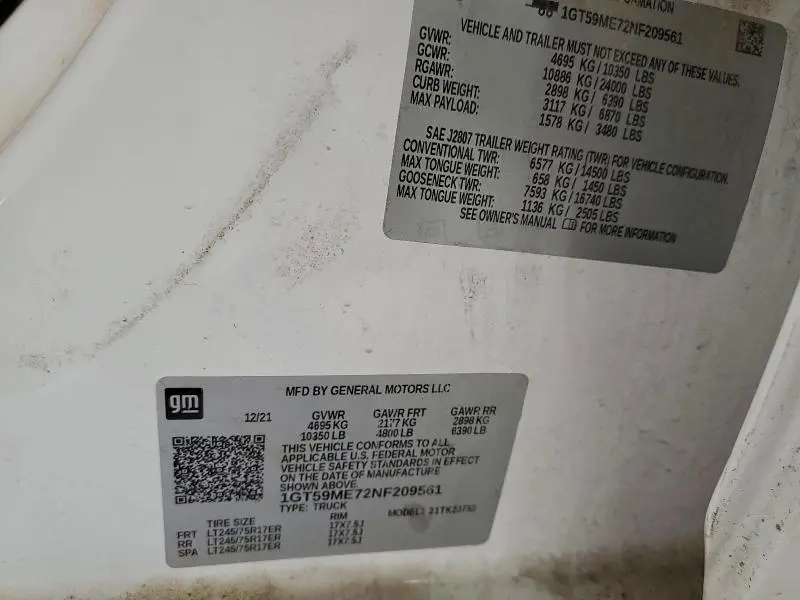 FORMATION
1GT59ME72NF209561
VEHICLE AND TRAILER MUST NOT EXCEED ANY OF THESE VALUES.
GVWR: 4695 KG/10350 LBS
GCWR: 10886 KG/24000 LBS
RGAWR: 2898 KG/ 6390 LBS
CURB WEIGHT: 3117 KG/ 6870 LBS
MAX PAYLOAD: 1578 KG/ 3480 LBS
SAE J2807 TRAILER WEIGHT RATING (TWR) FOR VEHICLE CONFIGURATION.
CONVENTIONAL TWR: 6577 KG/14500 LBS
MAX TONGUE WEIGHT: 658 KG/ 1450 LBS
GOOSENECK TWR: 7593 KG/16740 LBS
MAX TONGUE WEIGHT: 1136 KG/ 2505 LBS
SEE OWNER'S MANUAL FOR MORE INFORMATION
gm
MFD BY GENERAL MOTORS LLC
12/21 GVWR GAWR FRT GAWR RR
4695 KG 2177 KG 2898 KG
10350 LB 4800 LB 6390 LB
THIS VEHICLE CONFORMS TO ALL
APPLICABLE U.S. FEDERAL MOTOR
VEHICLE SAFETY STANDARDS IN EFFECT
ON THE DATE OF MANUFACTURE
SHOWN ABOVE.
1GT59ME72NF209561
TYPE: TRUCK MODEL:
TIRE SIZE RIM
FRT LT245/75R17ER 17X7.5J
RR LT245/75R17ER 17X7.5J
SPA LT245/75R17ER 17X7.5J